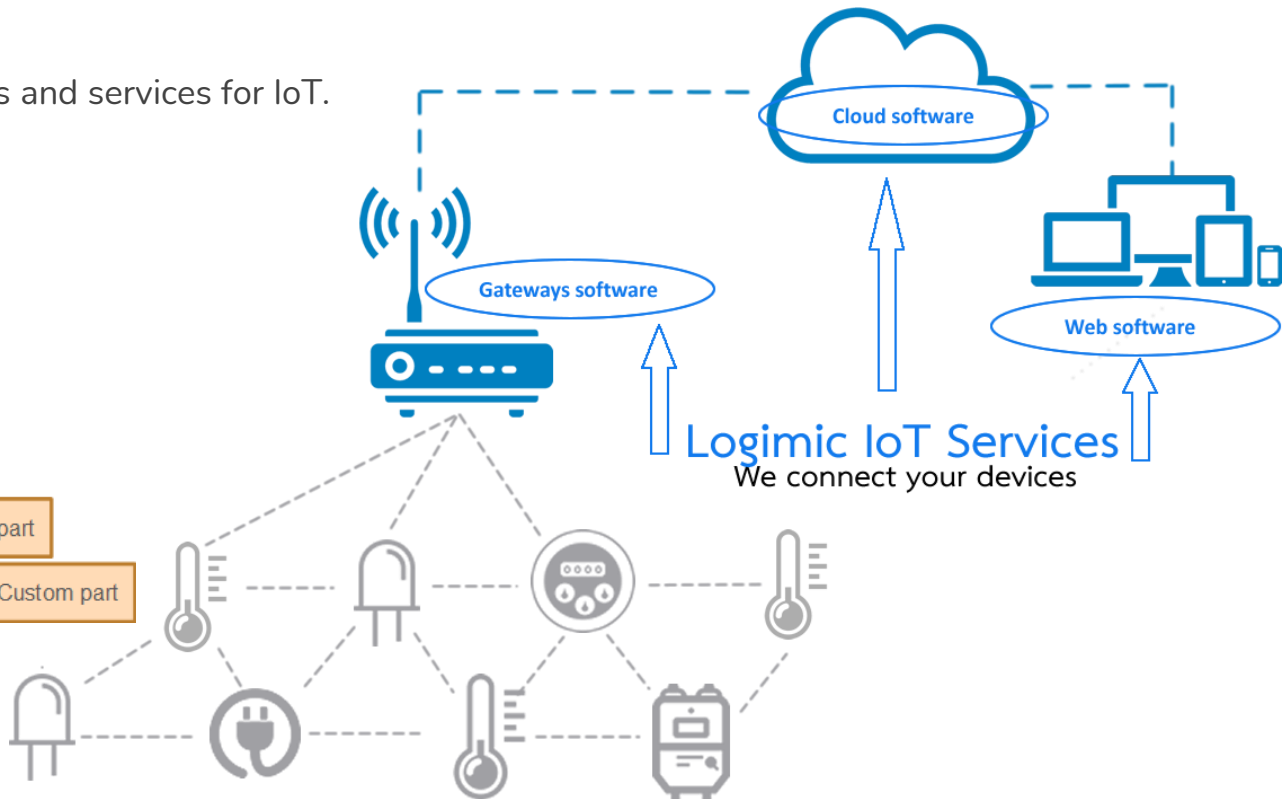 s and services for IoT.
Cloud software
Gateways software
Web software
Logimic IoT Services
We connect your devices
part
Custom part
0000